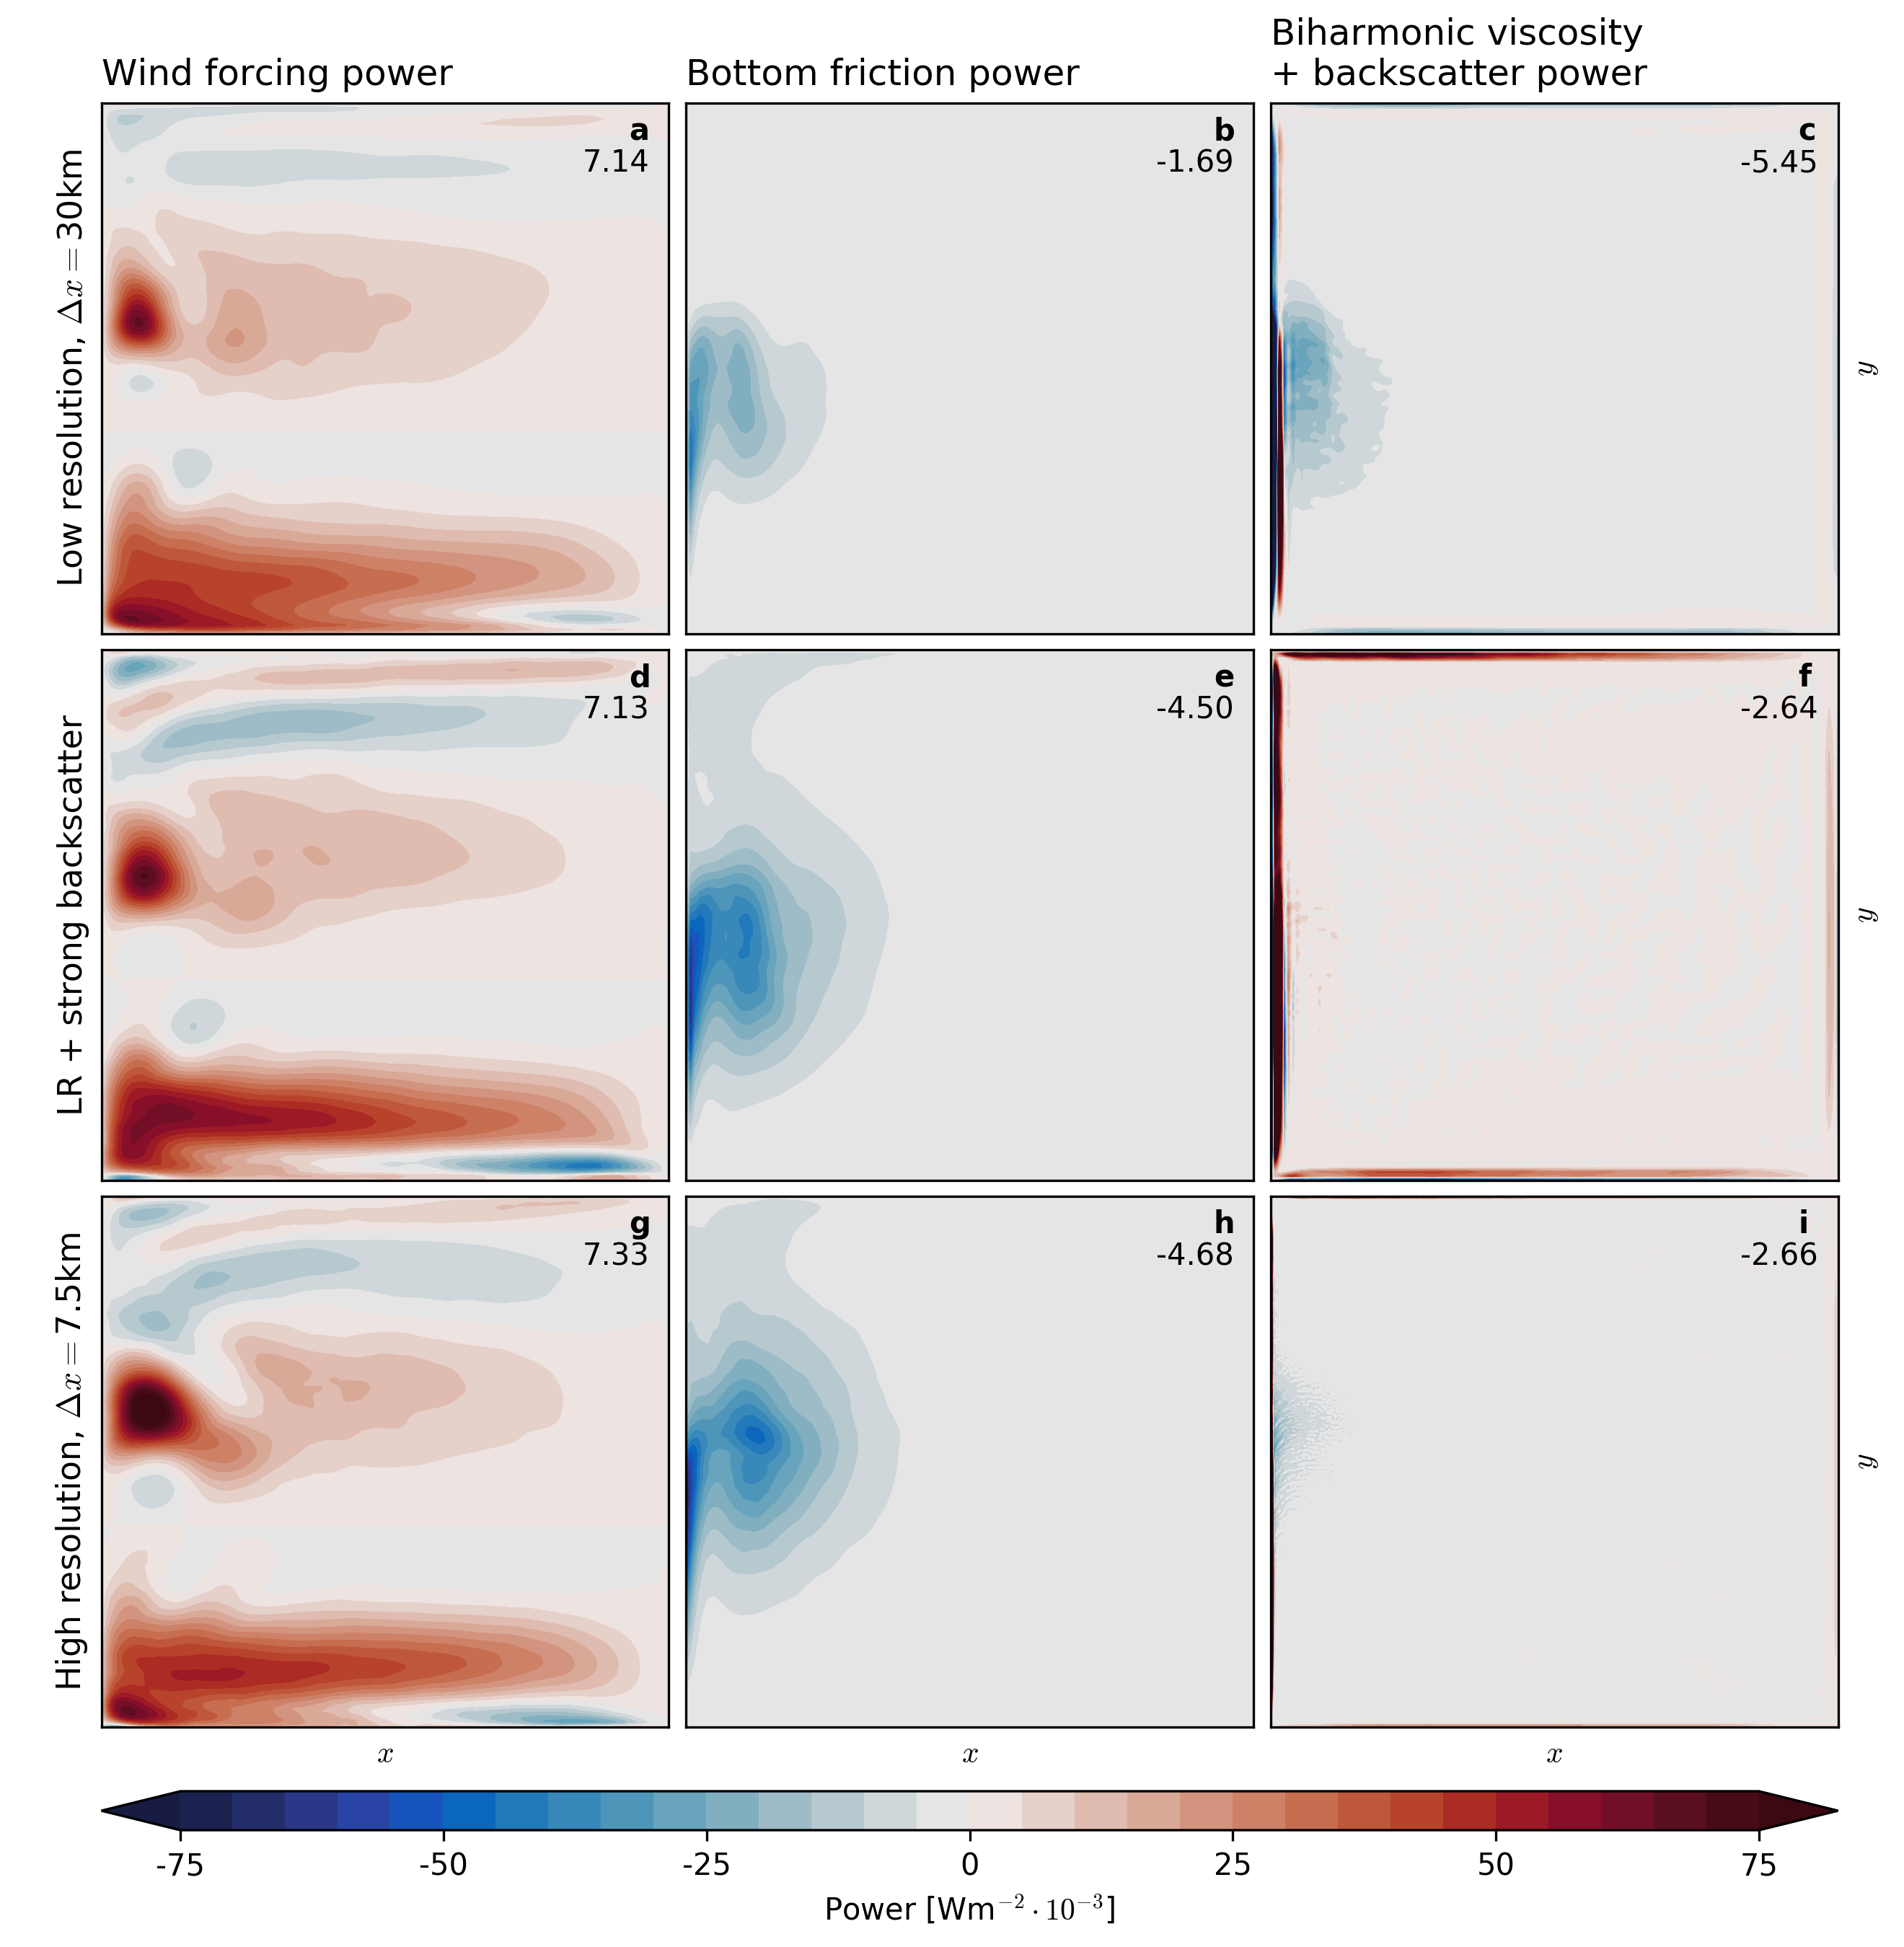 Wind forcing power
Bottom friction power
Biharmonic viscosity
+ backscatter power
Low resolution, Δx = 30km
a
7.14
b
-1.69
c
-5.45
y
LR + strong backscatter
d
7.13
e
-4.50
f
-2.64
y
High resolution, Δx = 7.5km
g
7.33
h
-4.68
i
-2.66
y
x
x
x
-75
-50
-25
0
25
50
75
Power [Wm⁻² · 10⁻³]